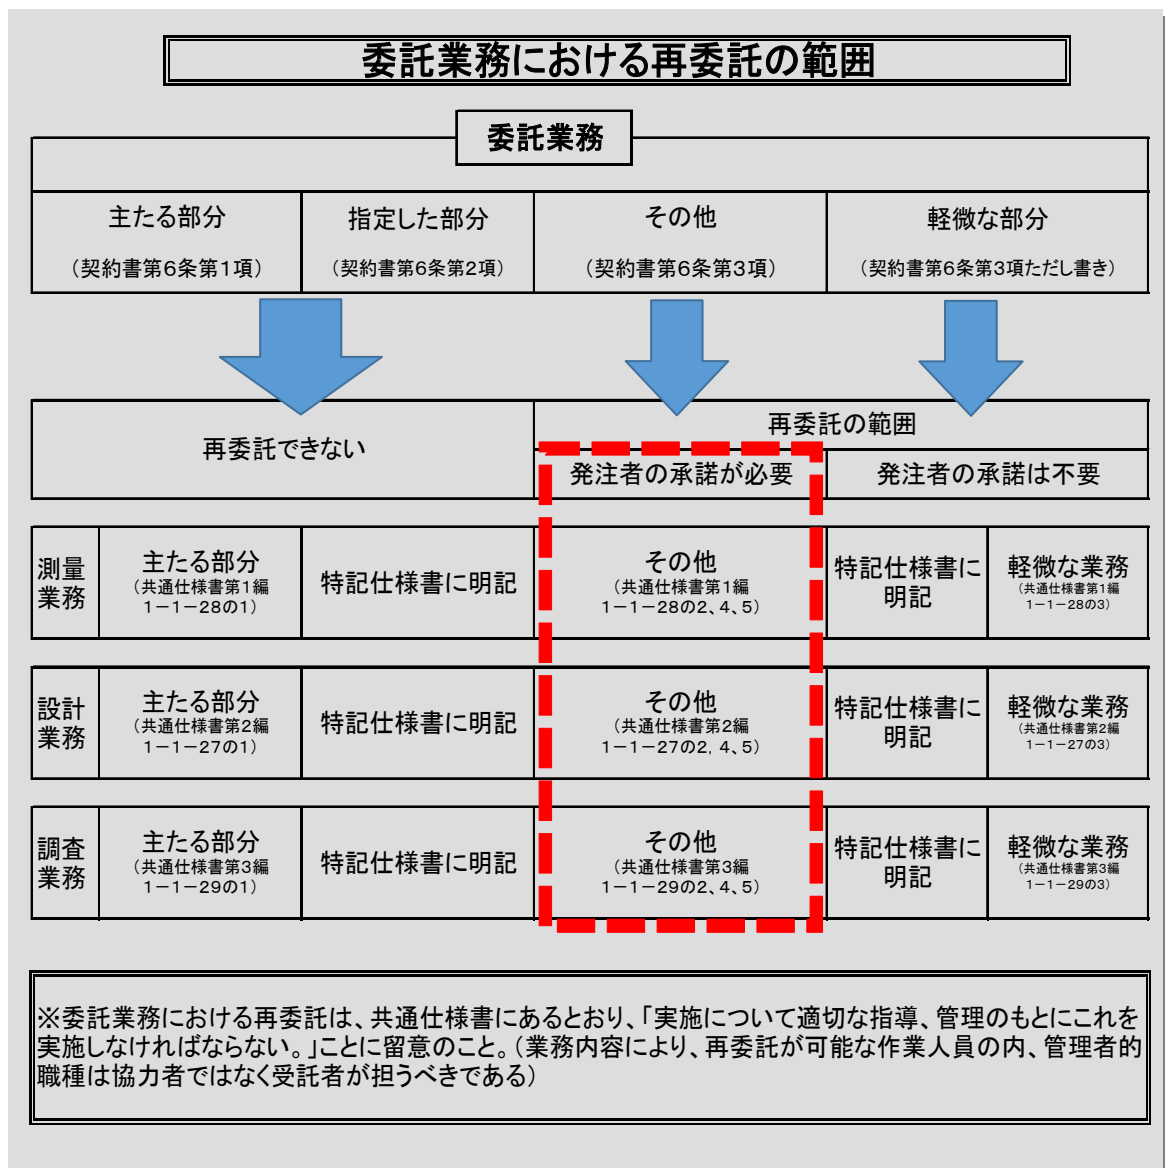 委託業務における再委託の範囲
委託業務
主たる部分
（契約書第6条第1項）
指定した部分
（契約書第6条第2項）
その他
（契約書第6条第3項）
軽微な部分
（契約書第6条第3項ただし書き）
再委託できない
再委託の範囲
発注者の承諾が必要
発注者の承諾は不要
測量
業務
主たる部分
（共通仕様書第1編
1－1－28の1）
特記仕様書に明記
その他
（共通仕様書第1編
1－1－28の2、4、5）
特記仕様書に
明記
軽微な業務
（共通仕様書第1編
1－1－28の3）
設計
業務
主たる部分
（共通仕様書第2編
1－1－27の1）
特記仕様書に明記
その他
（共通仕様書第2編
1－1－27の2，4、5）
特記仕様書に
明記
軽微な業務
（共通仕様書第2編
1－1－27の3）
調査
業務
主たる部分
（共通仕様書第3編
1－1－29の1）
特記仕様書に明記
その他
（共通仕様書第3編
1－1－29の2、4、5）
特記仕様書に
明記
軽微な業務
（共通仕様書第3編
1－1－29の3）
※委託業務における再委託は、共通仕様書にあるとおり、「実施について適切な指導、管理のもとにこれを
実施しなければならない。」ことに留意のこと。（業務内容により、再委託が可能な作業人員の内、管理者的
職種は協力者ではなく受託者が担うべきである）